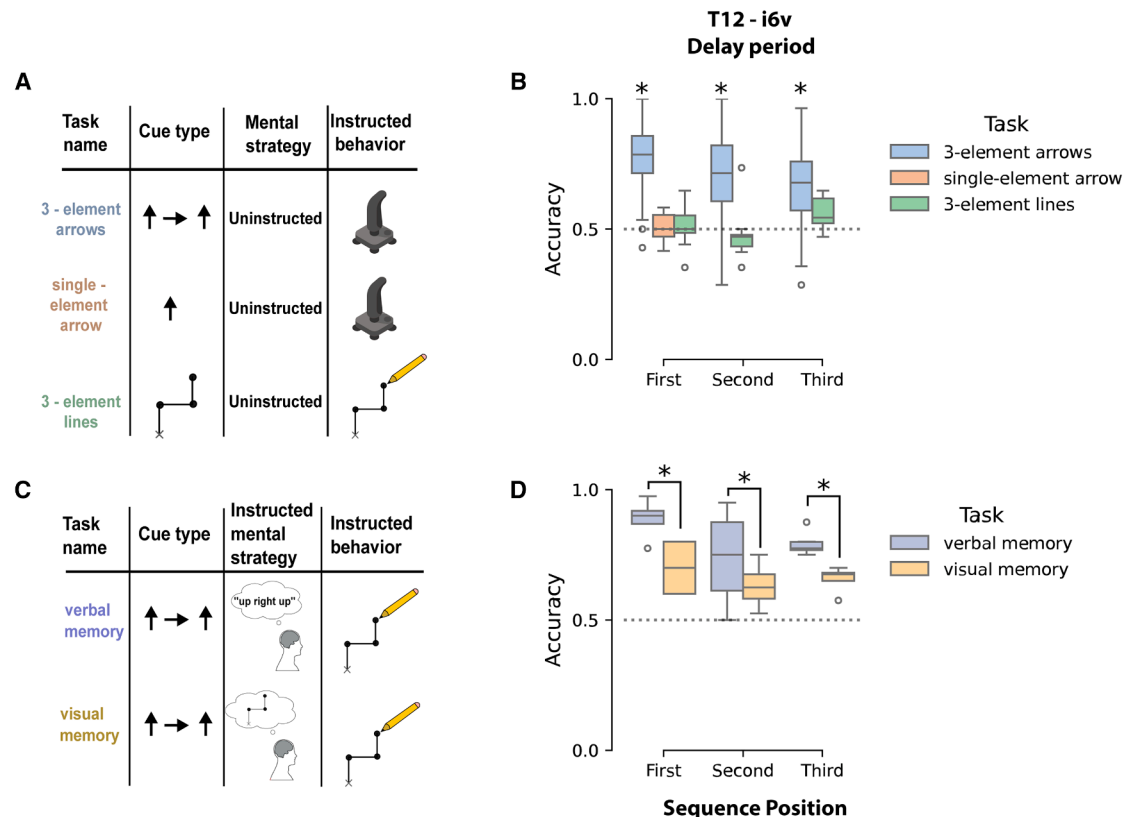 T12 - i6v
Delay period
A
Task name
Cue type
Mental strategy
Instructed behavior
3 - element arrows
Uninstructed
single - element arrow
Uninstructed
3 - element lines
Uninstructed
B
*
*
*
1.0
0.5
0.0
Accuracy
First
Second
Third
Task
3-element arrows
single-element arrow
3-element lines
C
Task name
Cue type
Instructed mental strategy
Instructed behavior
verbal memory
"up right up"
visual memory
D
*
*
*
1.0
0.5
0.0
Accuracy
First
Second
Third
Sequence Position
Task
verbal memory
visual memory